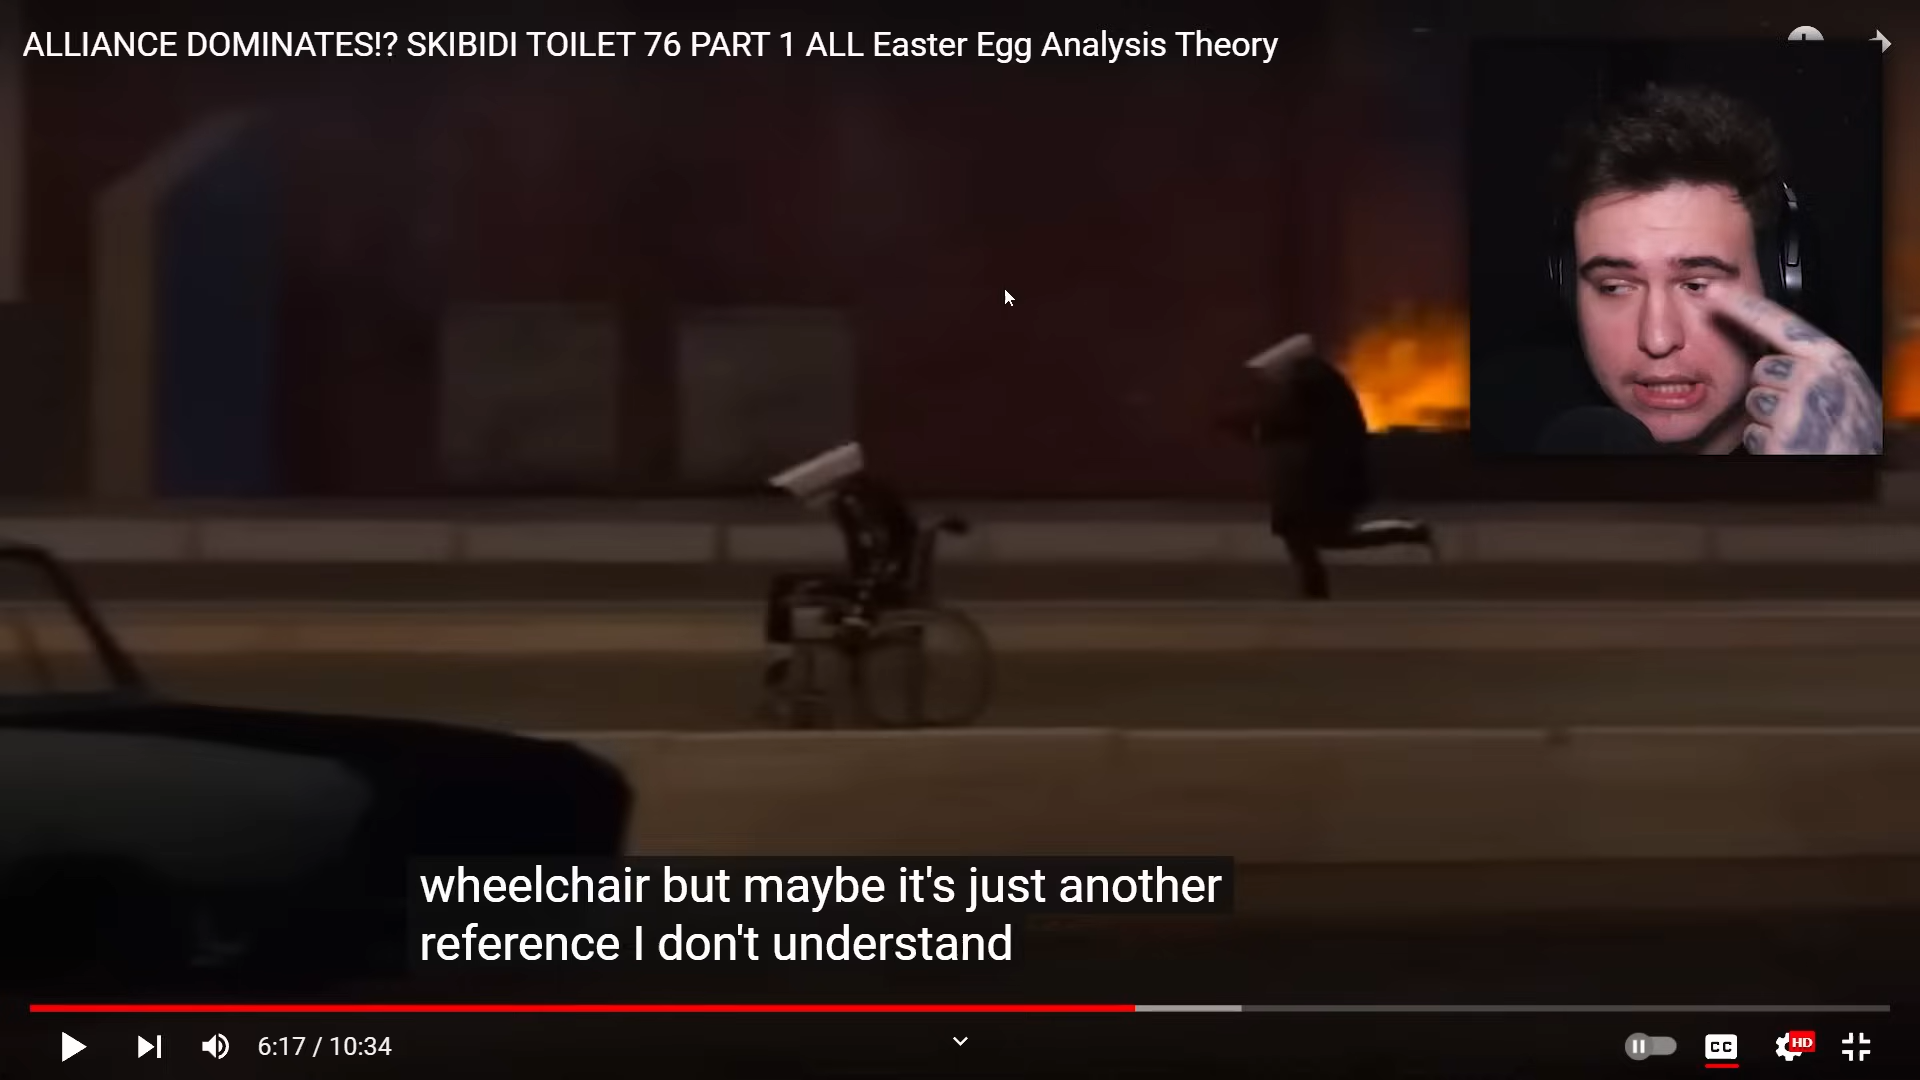 ALLIANCE DOMINATES!? SKIBIDI TOILET 76 PART 1 ALL Easter Egg Analysis Theory
wheelchair but maybe it's just another
reference I don't understand
6:17 / 10:34
CC
HD